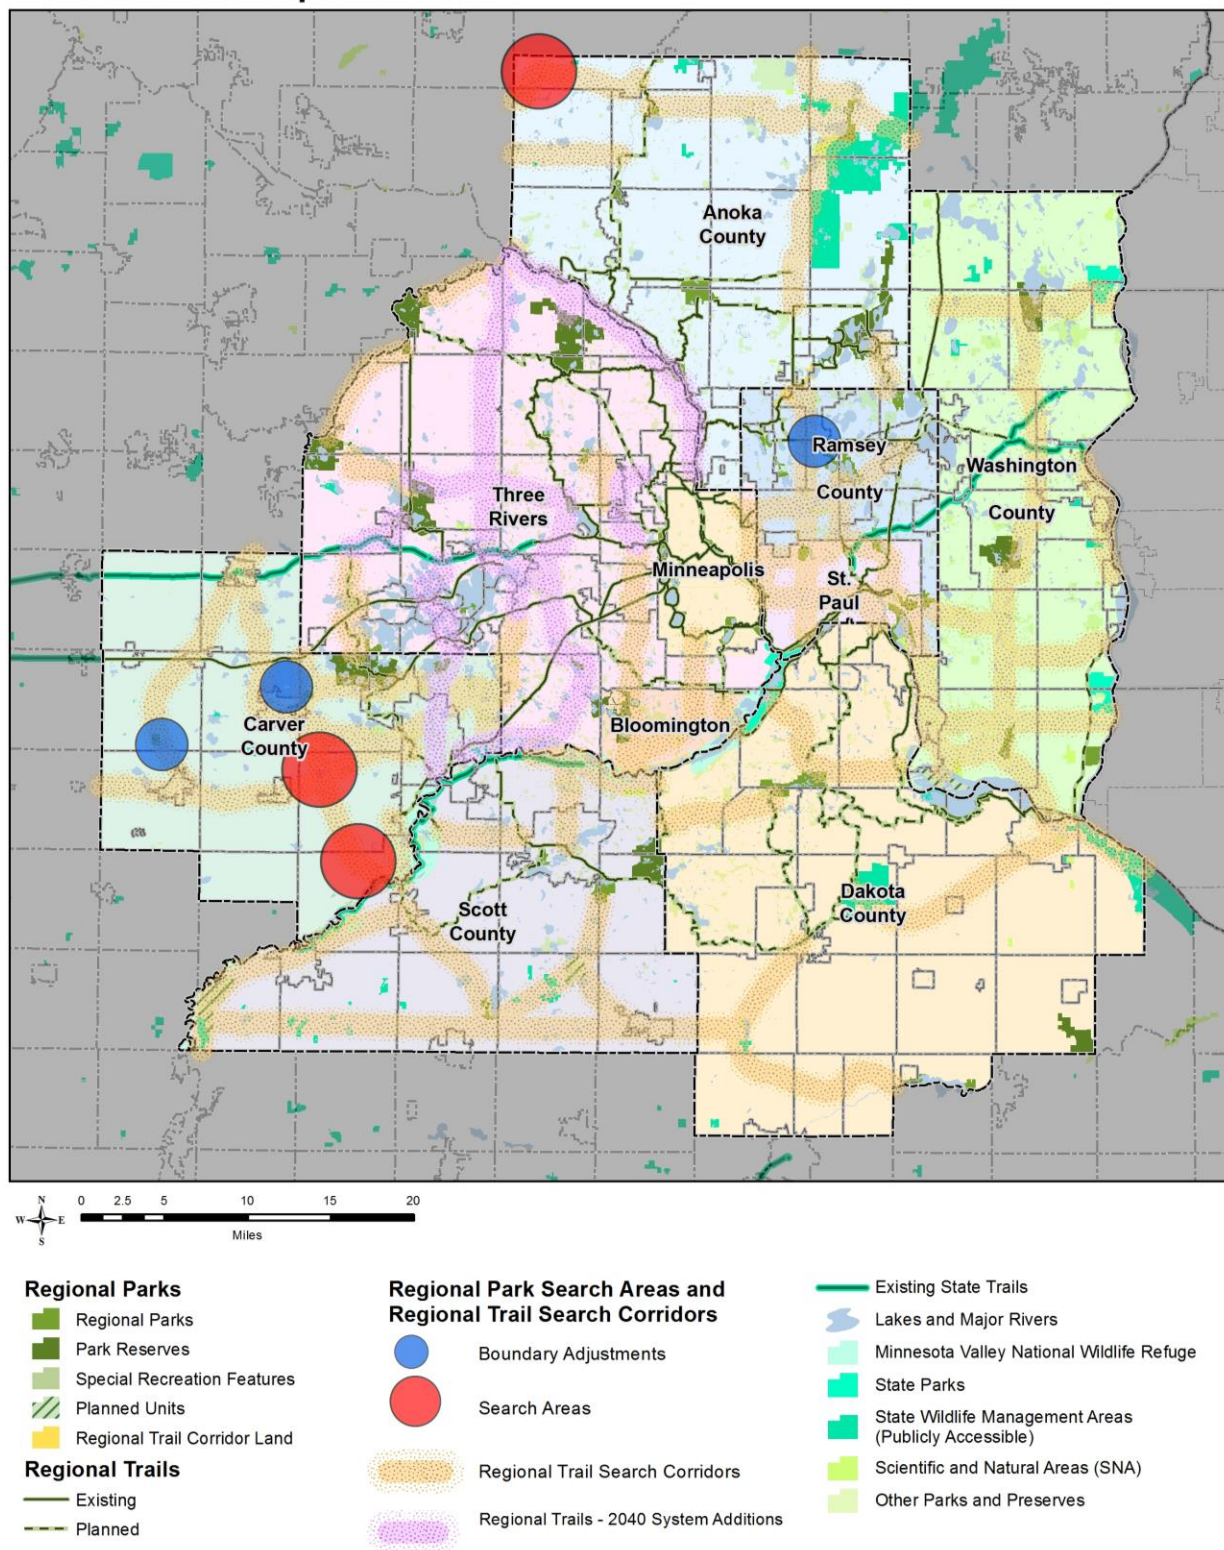 Anoka
County
Ramsey
County
Washington
County
Three
Rivers
Minneapolis
St.
Paul
Carver
County
Bloomington
Scott
County
Dakota
County
N
W E
S
0 2.5 5 10 15 20
Miles
Regional Parks
Regional Parks
Park Reserves
Special Recreation Features
Planned Units
Regional Trail Corridor Land
Regional Trails
Existing
Planned
Regional Park Search Areas and
Regional Trail Search Corridors
Boundary Adjustments
Search Areas
Regional Trail Search Corridors
Regional Trails - 2040 System Additions
Existing State Trails
Lakes and Major Rivers
Minnesota Valley National Wildlife Refuge
State Parks
State Wildlife Management Areas
(Publicly Accessible)
Scientific and Natural Areas (SNA)
Other Parks and Preserves